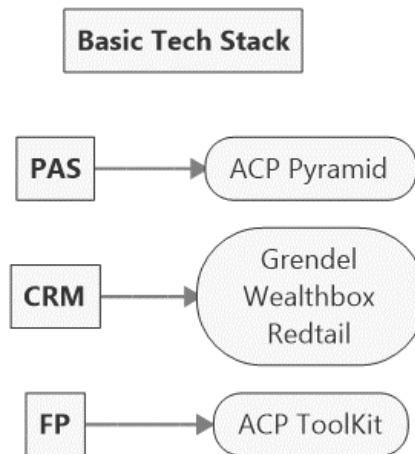 Basic Tech Stack
PAS
ACP Pyramid
CRM
Grendel
Wealthbox
Redtail
FP
ACP ToolKit